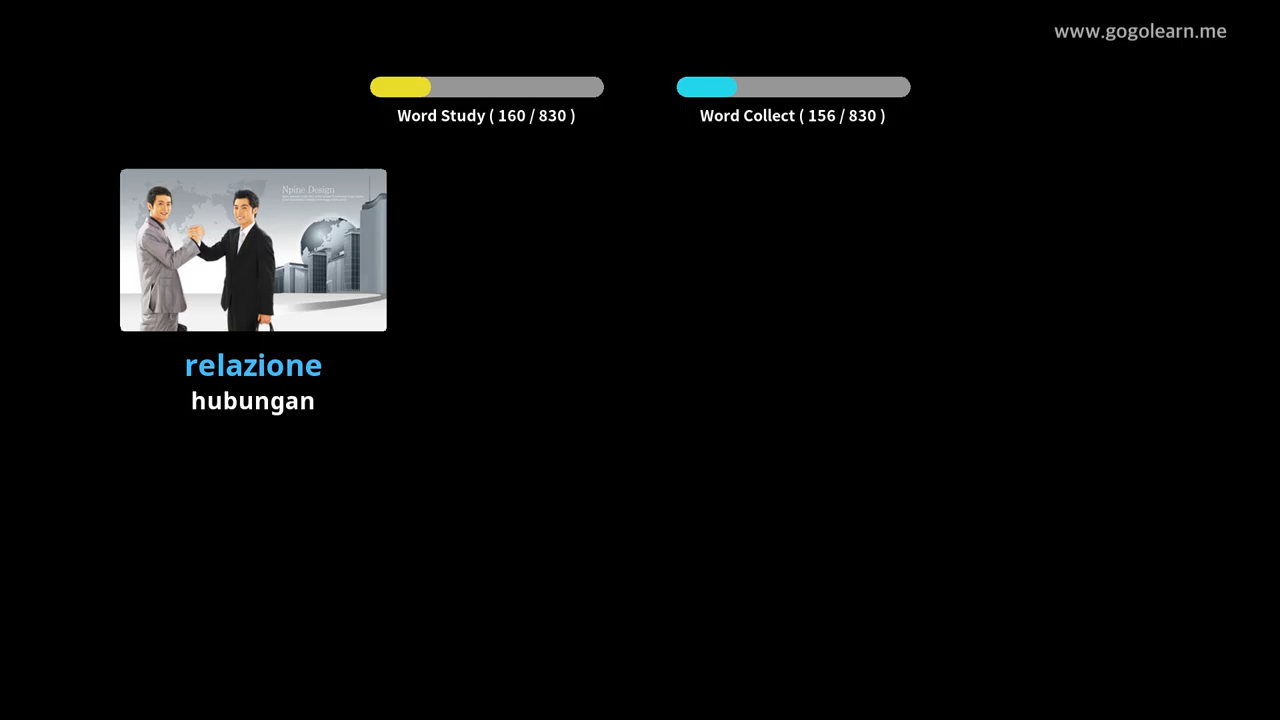 www.gogolearn.me
Word Study ( 160 / 830 )
Word Collect ( 156 / 830 )
Npine Design
relazione
hubungan